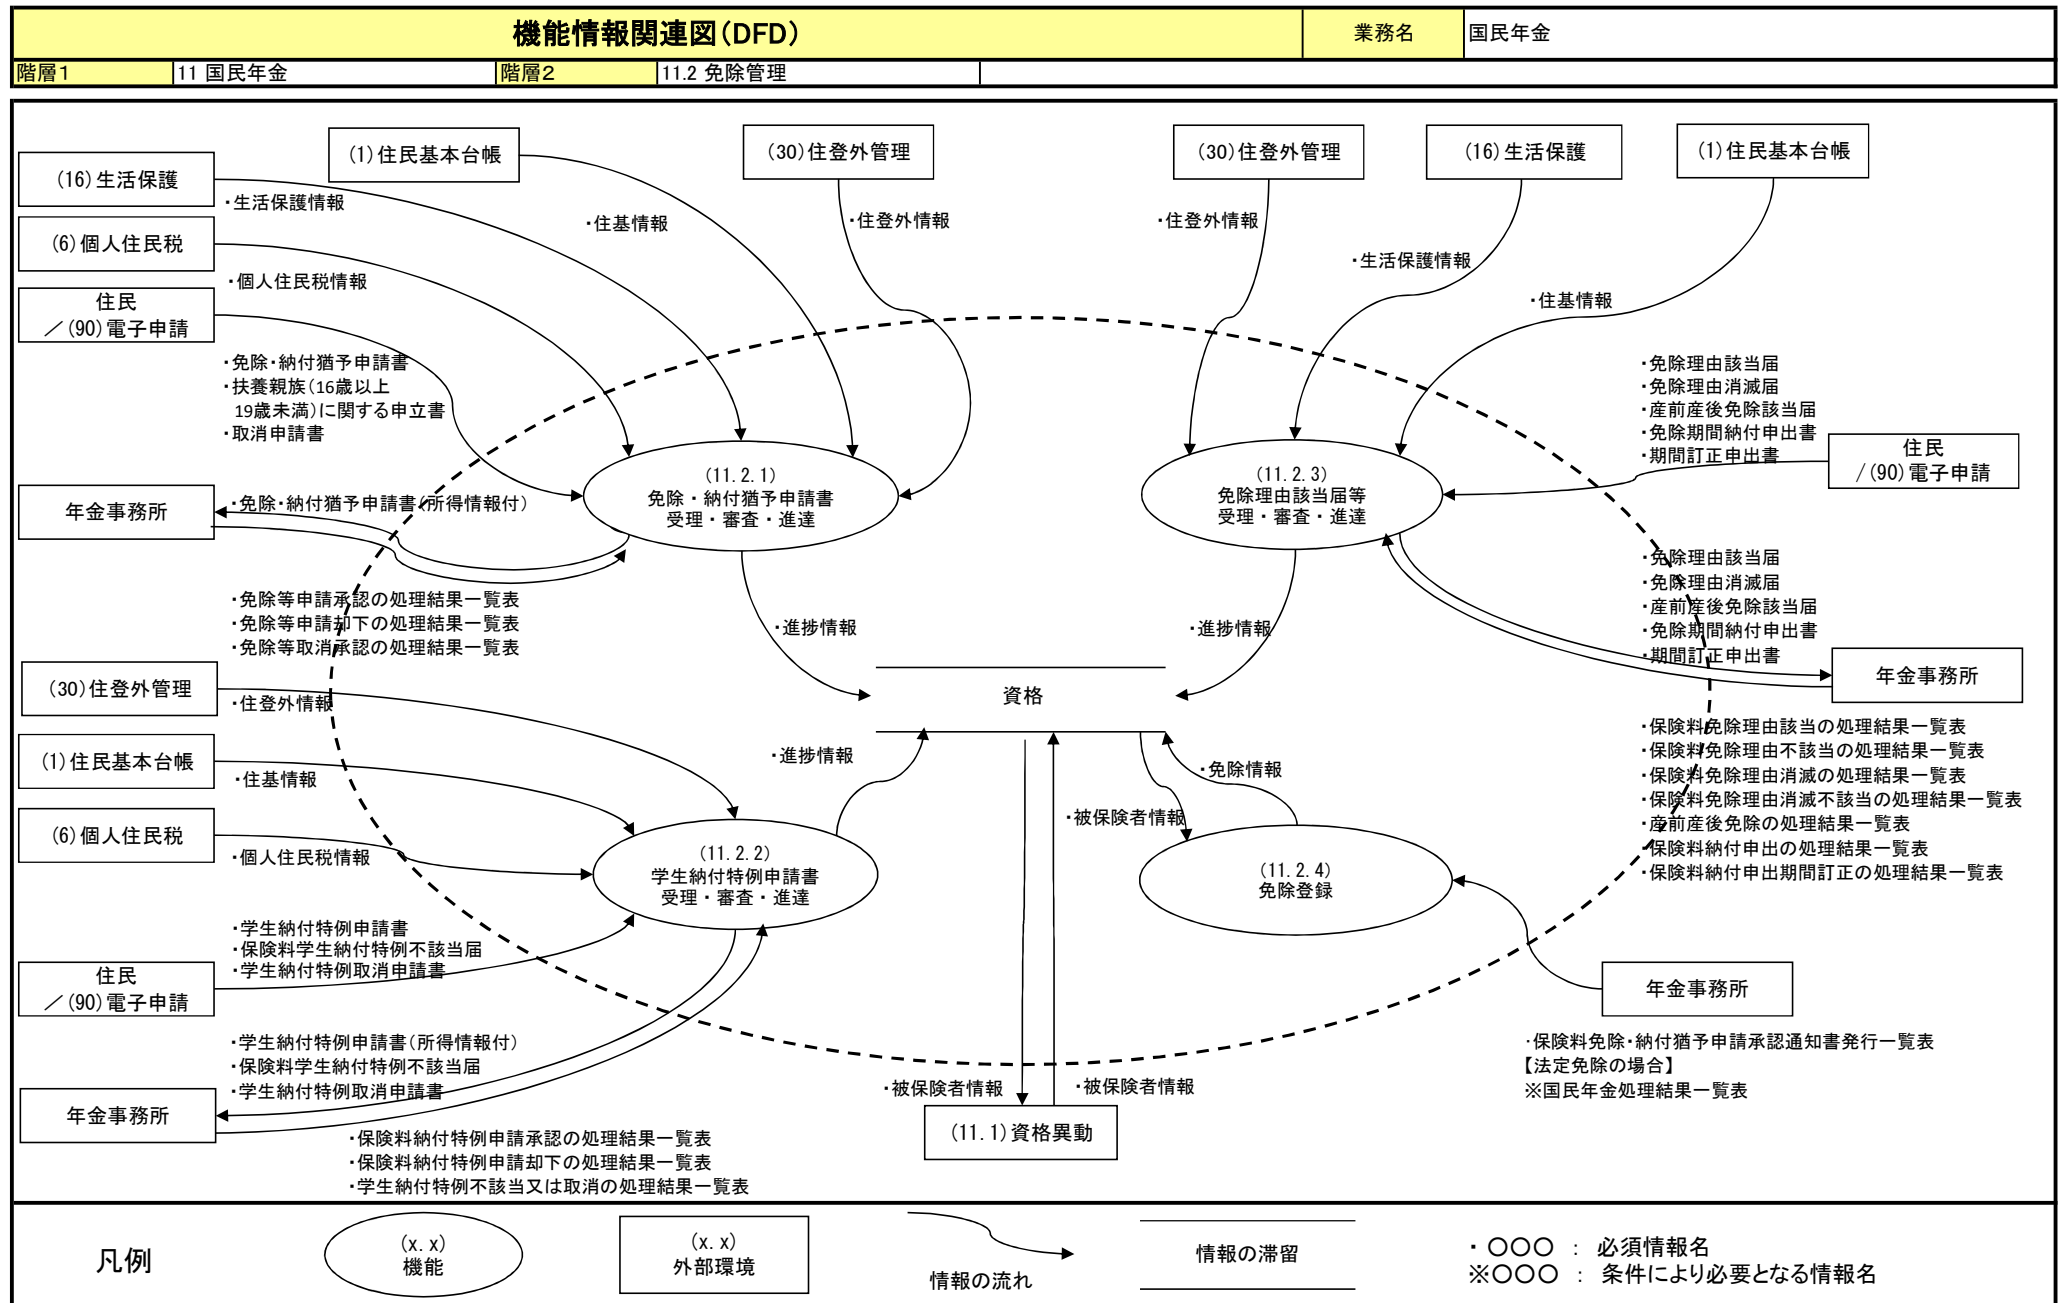 機能情報関連図(DFD)
業務名
国民年金
階層1
11 国民年金
階層2
11.2 免除管理
(16)生活保護
(1)住民基本台帳
(30)住登外管理
(30)住登外管理
(16)生活保護
(1)住民基本台帳
・生活保護情報
・住基情報
・住登外情報
・住登外情報
・生活保護情報
・住基情報
(6)個人住民税
・個人住民税情報
住民
／(90)電子申請
・免除・納付猶予申請書
・扶養親族(16歳以上
19歳未満)に関する申立書
・取消申請書
・免除理由該当届
・免除理由消滅届
・産前産後免除該当届
・免除期間納付申出書
・期間訂正申出書
住民
/(90)電子申請
(11.2.1)
免除・納付猶予申請書
受理・審査・進達
(11.2.3)
免除理由該当届等
受理・審査・進達
年金事務所
・免除・納付猶予申請書(所得情報付)
・免除等申請承認の処理結果一覧表
・免除等申請却下の処理結果一覧表
・免除等取消承認の処理結果一覧表
・進捗情報
・進捗情報
・免除理由該当届
・免除理由消滅届
・産前産後免除該当届
・免除期間納付申出書
・期間訂正申出書
年金事務所
資格
(30)住登外管理
・住登外情報
(1)住民基本台帳
・住基情報
(6)個人住民税
・個人住民税情報
・進捗情報
・免除情報
・被保険者情報
・保険料免除理由該当の処理結果一覧表
・保険料免除理由不該当の処理結果一覧表
・保険料免除理由消滅の処理結果一覧表
・保険料免除理由消滅不該当の処理結果一覧表
・産前産後免除の処理結果一覧表
・保険料納付申出の処理結果一覧表
・保険料納付申出期間訂正の処理結果一覧表
(11.2.2)
学生納付特例申請書
受理・審査・進達
(11.2.4)
免除登録
・学生納付特例申請書
・保険料学生納付特例不該当届
・学生納付特例取消申請書
住民
／(90)電子申請
年金事務所
・学生納付特例申請書(所得情報付)
・保険料学生納付特例不該当届
・学生納付特例取消申請書
年金事務所
・保険料免除・納付猶予申請承認通知書発行一覧表
【法定免除の場合】
※国民年金処理結果一覧表
・被保険者情報
・被保険者情報
(11.1)資格異動
・保険料納付特例申請承認の処理結果一覧表
・保険料納付特例申請却下の処理結果一覧表
・学生納付特例不該当又は取消の処理結果一覧表
凡例
(x.x)
機能
(x.x)
外部環境
情報の流れ
情報の滞留
・ 〇〇〇 ： 必須情報名
※〇〇〇 ： 条件により必要となる情報名